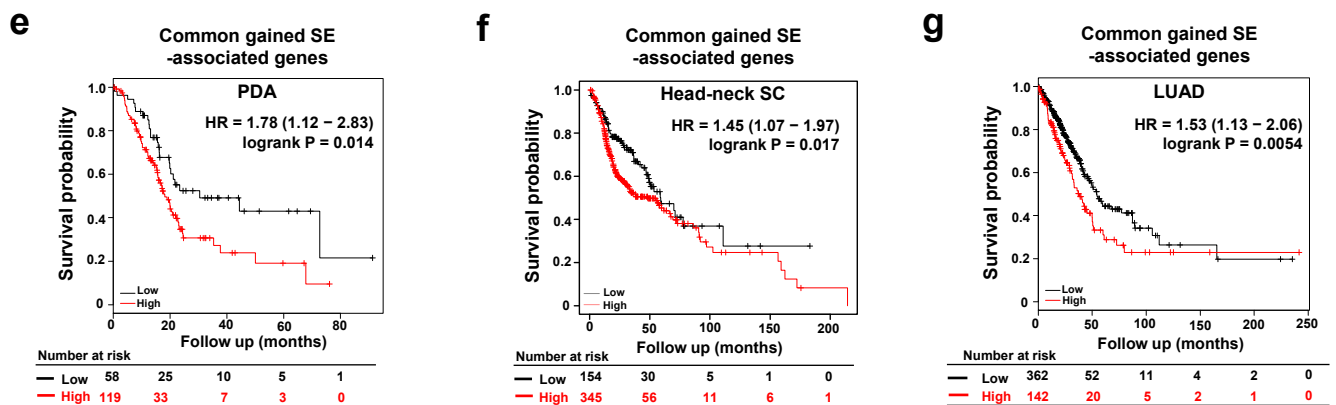 e
Common gained SE
-associated genes
PDA
HR = 1.78 (1.12 − 2.83)
logrank P = 0.014
Survival probability
1.0
0.8
0.6
0.4
0.2
0
Low
High
0 20 40 60 80
Follow up (months)
Number at risk
Low 58 25 10 5 1
High 119 33 7 3 0
f
Common gained SE
-associated genes
Head-neck SC
HR = 1.45 (1.07 − 1.97)
logrank P = 0.017
Survival probability
1.0
0.8
0.6
0.4
0.2
0.0
Low
High
0 50 100 150 200
Follow up (months)
Number at risk
Low 154 30 5 1 0
High 345 56 11 6 1
g
Common gained SE
-associated genes
LUAD
HR = 1.53 (1.13 − 2.06)
logrank P = 0.0054
Survival probability
1.0
0.8
0.6
0.4
0.2
0.0
Low
High
0 50 100 150 200 250
Follow up (months)
Number at risk
Low 362 52 11 4 2 0
High 142 20 5 2 1 0